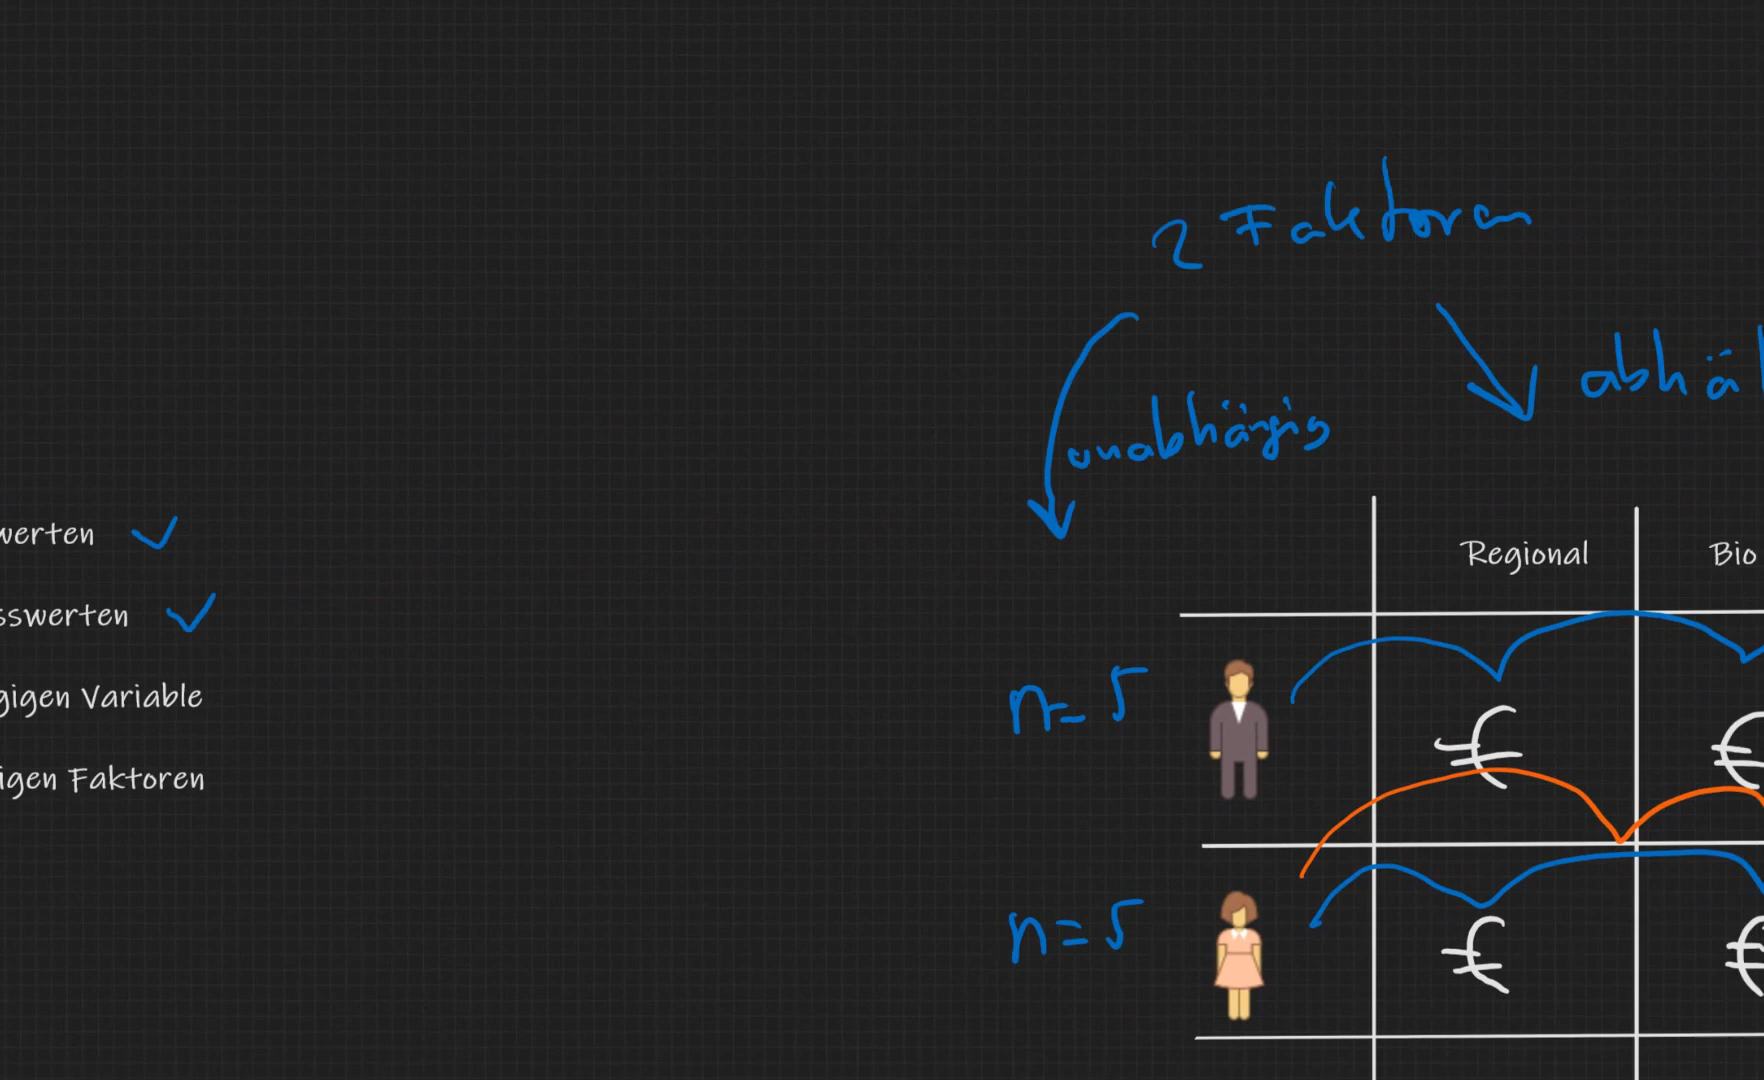 2 Faktoren
abhä
unabhängig
werten
Regional
Bio
sswerten
n=5
gigen Variable
€
€
igen Faktoren
n=5
€
€